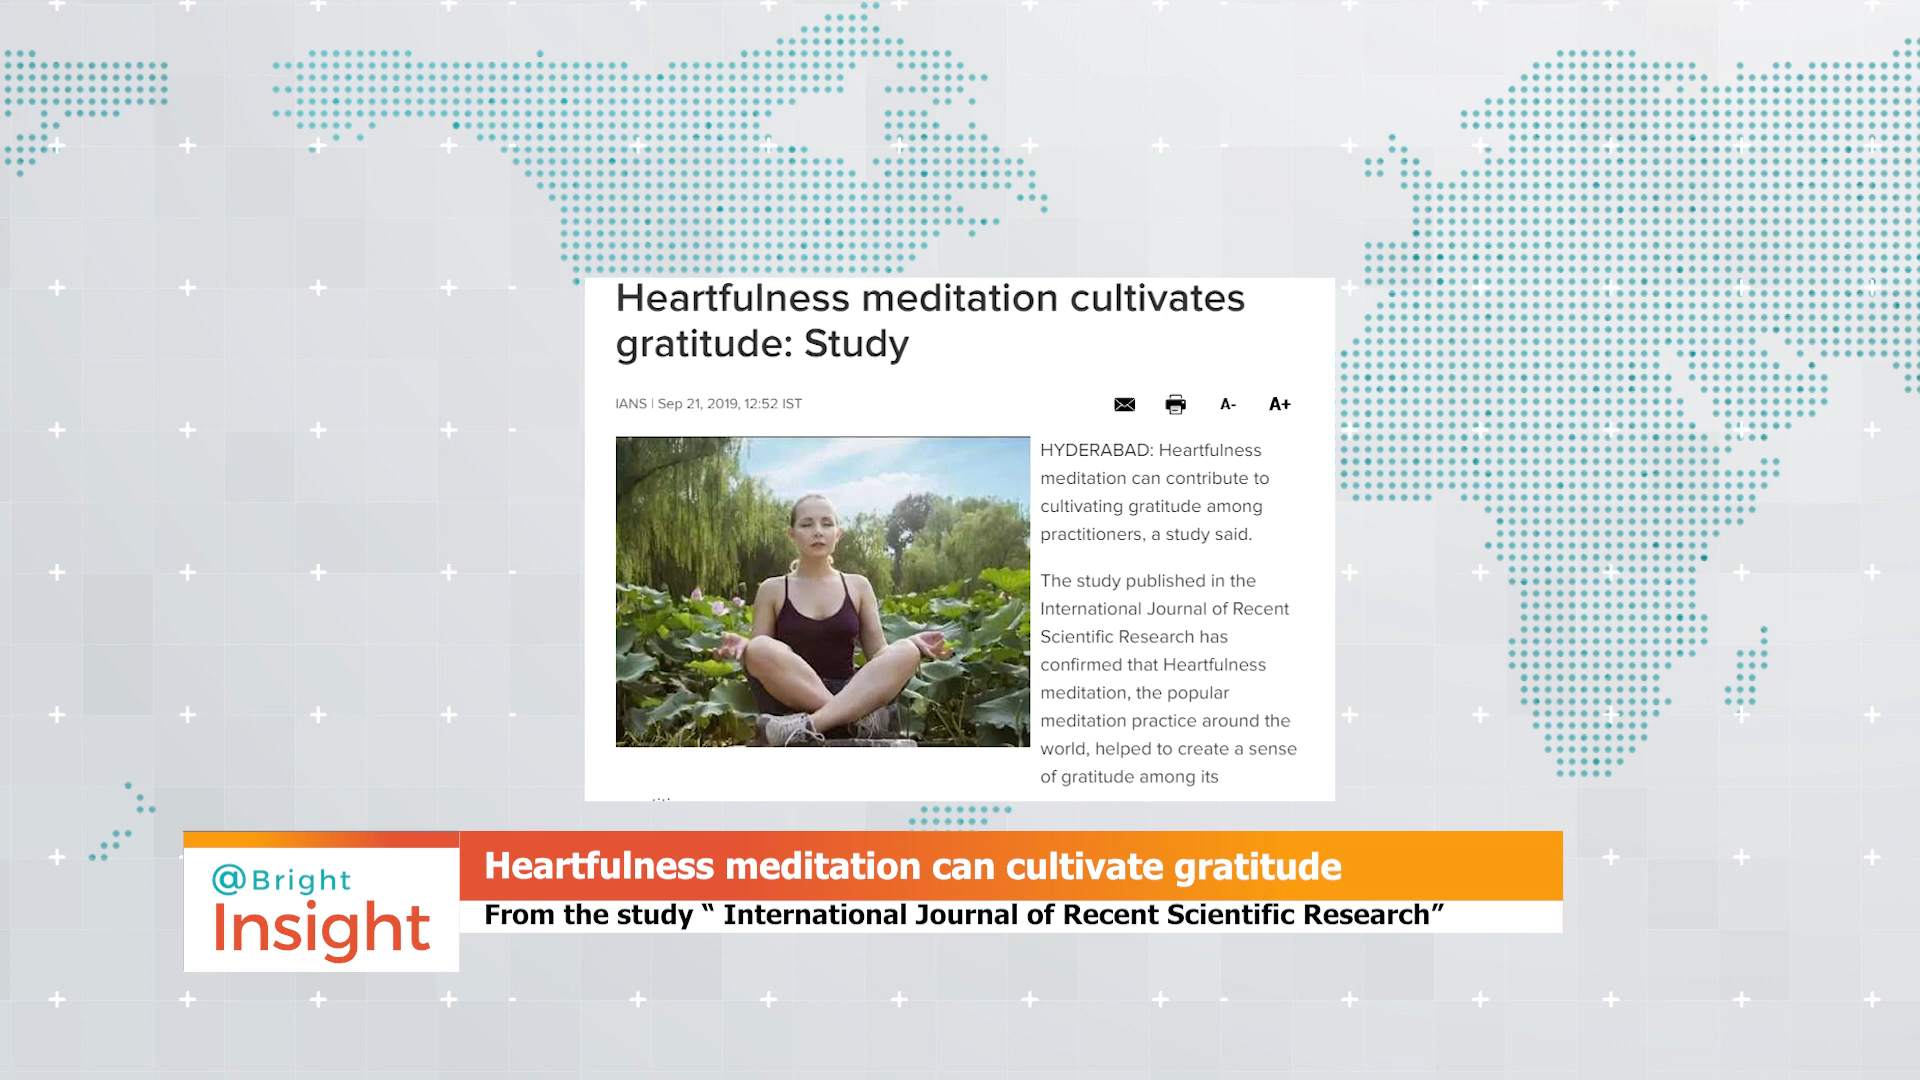 Heartfulness meditation cultivates
gratitude: Study
IANS | Sep 21, 2019, 12:52 IST
A-
A+
HYDERABAD: Heartfulness
meditation can contribute to
cultivating gratitude among
practitioners, a study said.
The study published in the
International Journal of Recent
Scientific Research has
confirmed that Heartfulness
meditation, the popular
meditation practice around the
world, helped to create a sense
of gratitude among its
@Bright
Insight
Heartfulness meditation can cultivate gratitude
From the study “ International Journal of Recent Scientific Research”